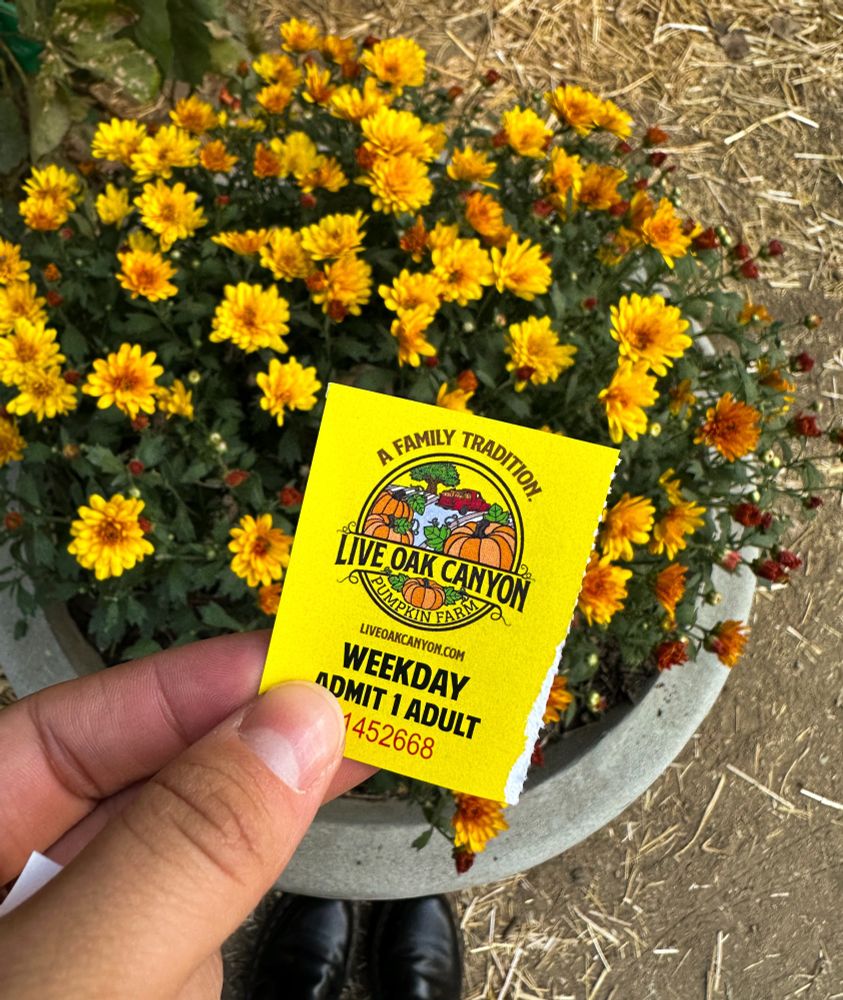 A FAMILY TRADITION.
LIVE OAK CANYON
PUMPKIN FARM
LIVEOAKCANYON.COM
WEEKDAY
ADMIT 1 ADULT
1452668